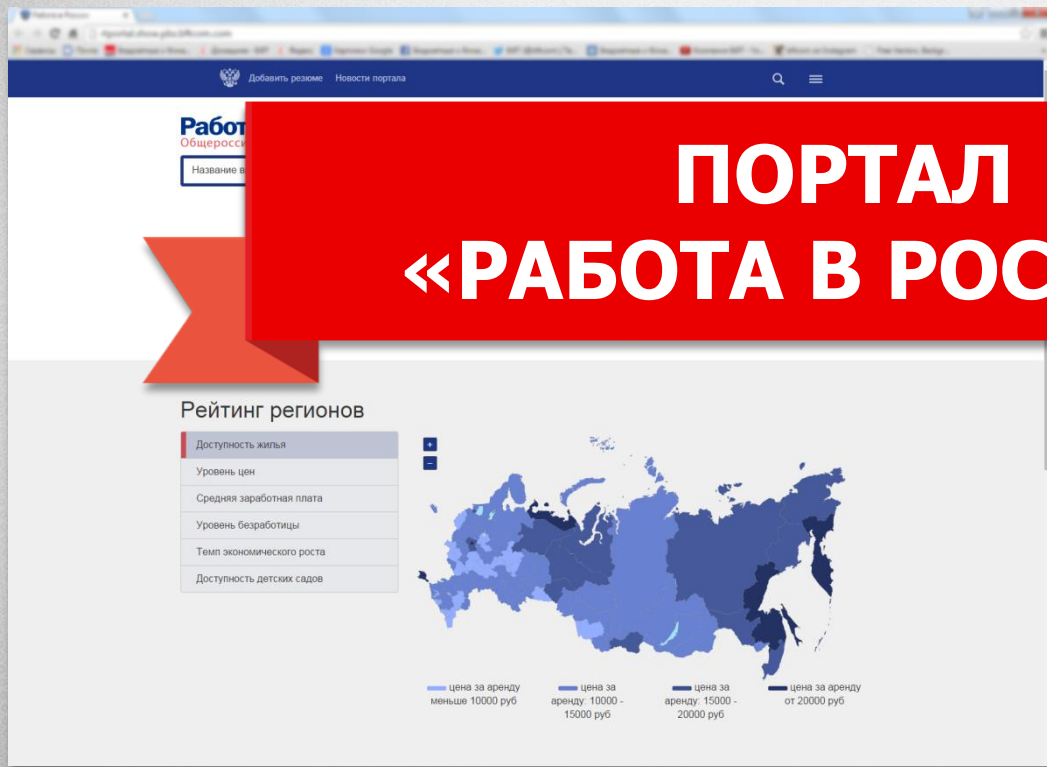 Добавить резюме Новости портала
Работ
Общеросси
Название в
ПОРТАЛ
«РАБОТА В РОС
Рейтинг регионов
Доступность жилья
Уровень цен
Средняя заработная плата
Уровень безработицы
Темп экономического роста
Доступность детских садов
+
−
цена за аренду меньше 10000 руб
цена за аренду: 10000 - 15000 руб
цена за аренду: 15000 - 20000 руб
цена за аренду от 20000 руб